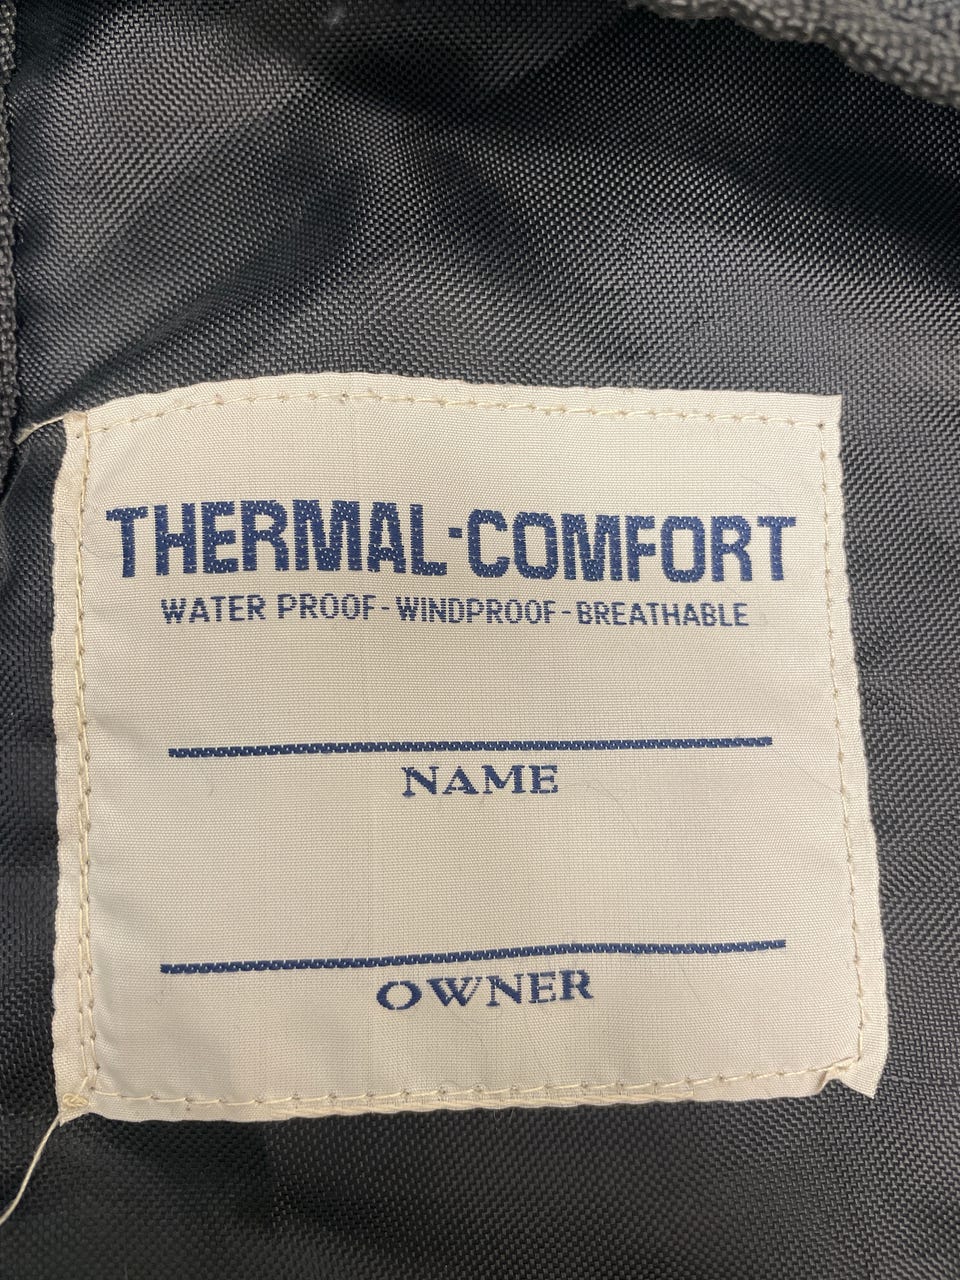 THERMAL-COMFORT
WATER PROOF-WINDPROOF-BREATHABLE
NAME
OWNER